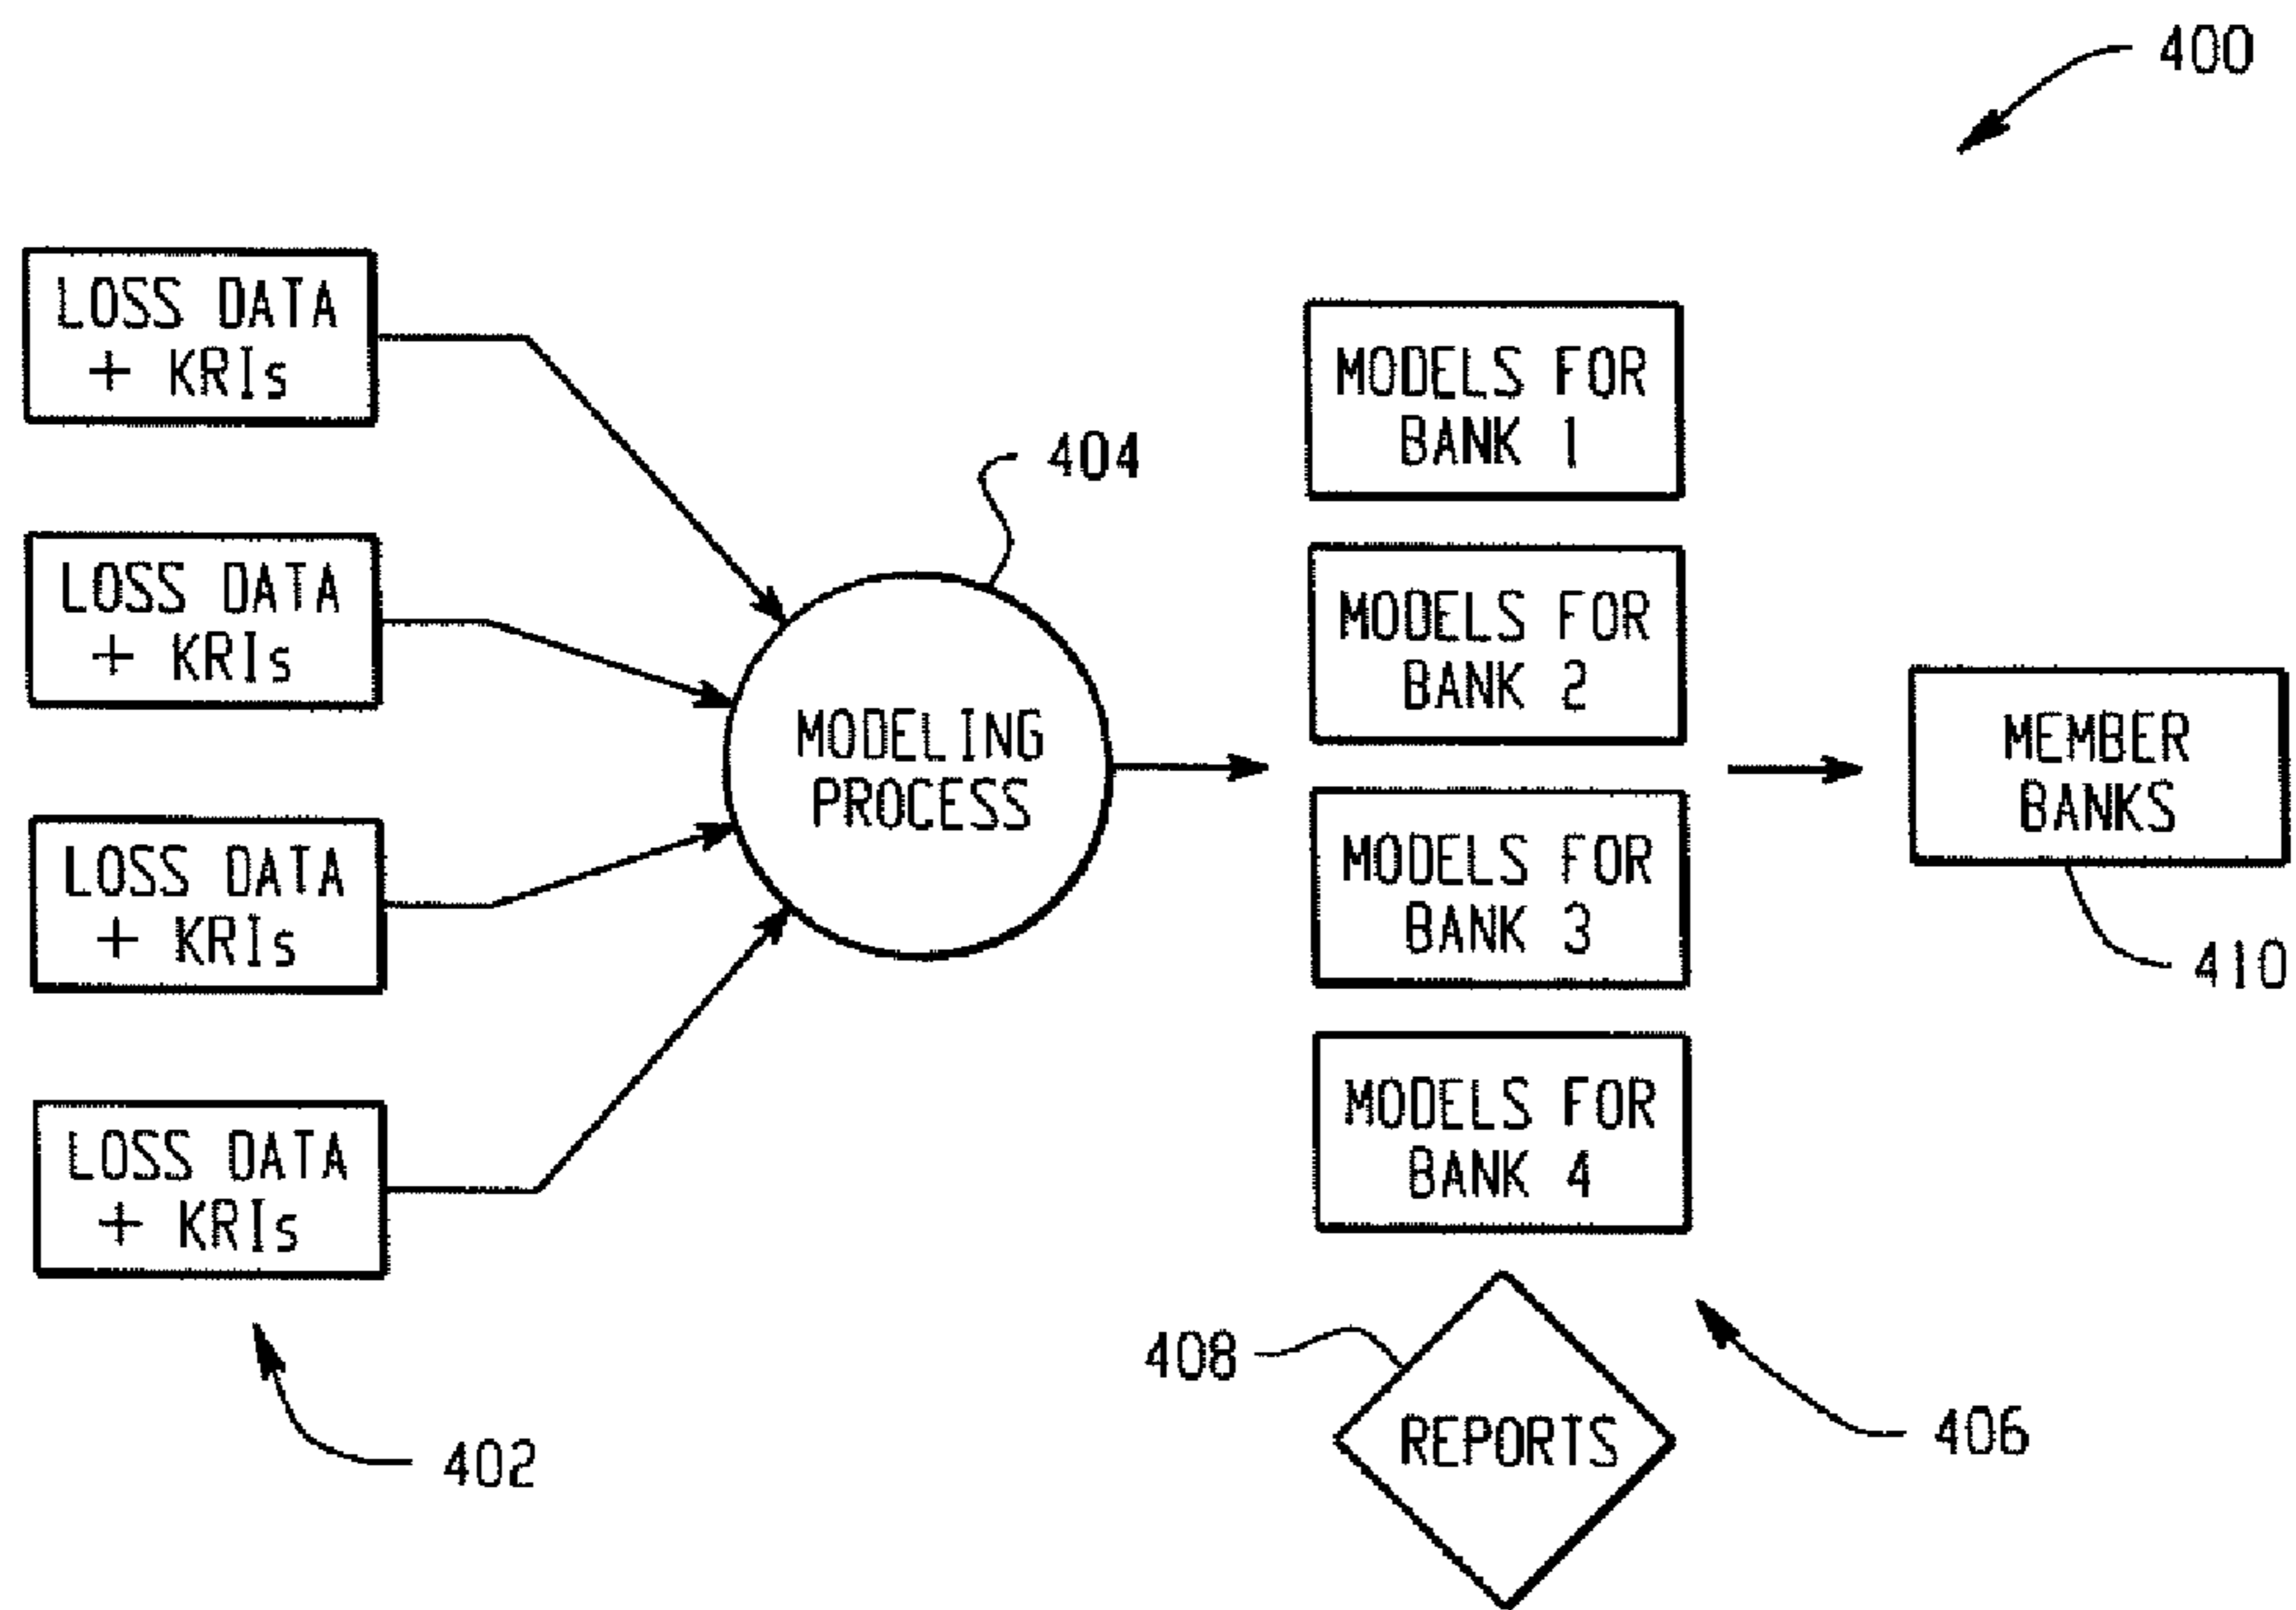 400
LOSS DATA
+ KRIs
LOSS DATA
+ KRIs
LOSS DATA
+ KRIs
LOSS DATA
+ KRIs
402
404
MODELING
PROCESS
MODELS FOR
BANK 1
MODELS FOR
BANK 2
MODELS FOR
BANK 3
MODELS FOR
BANK 4
408
REPORTS
406
MEMBER
BANKS
410